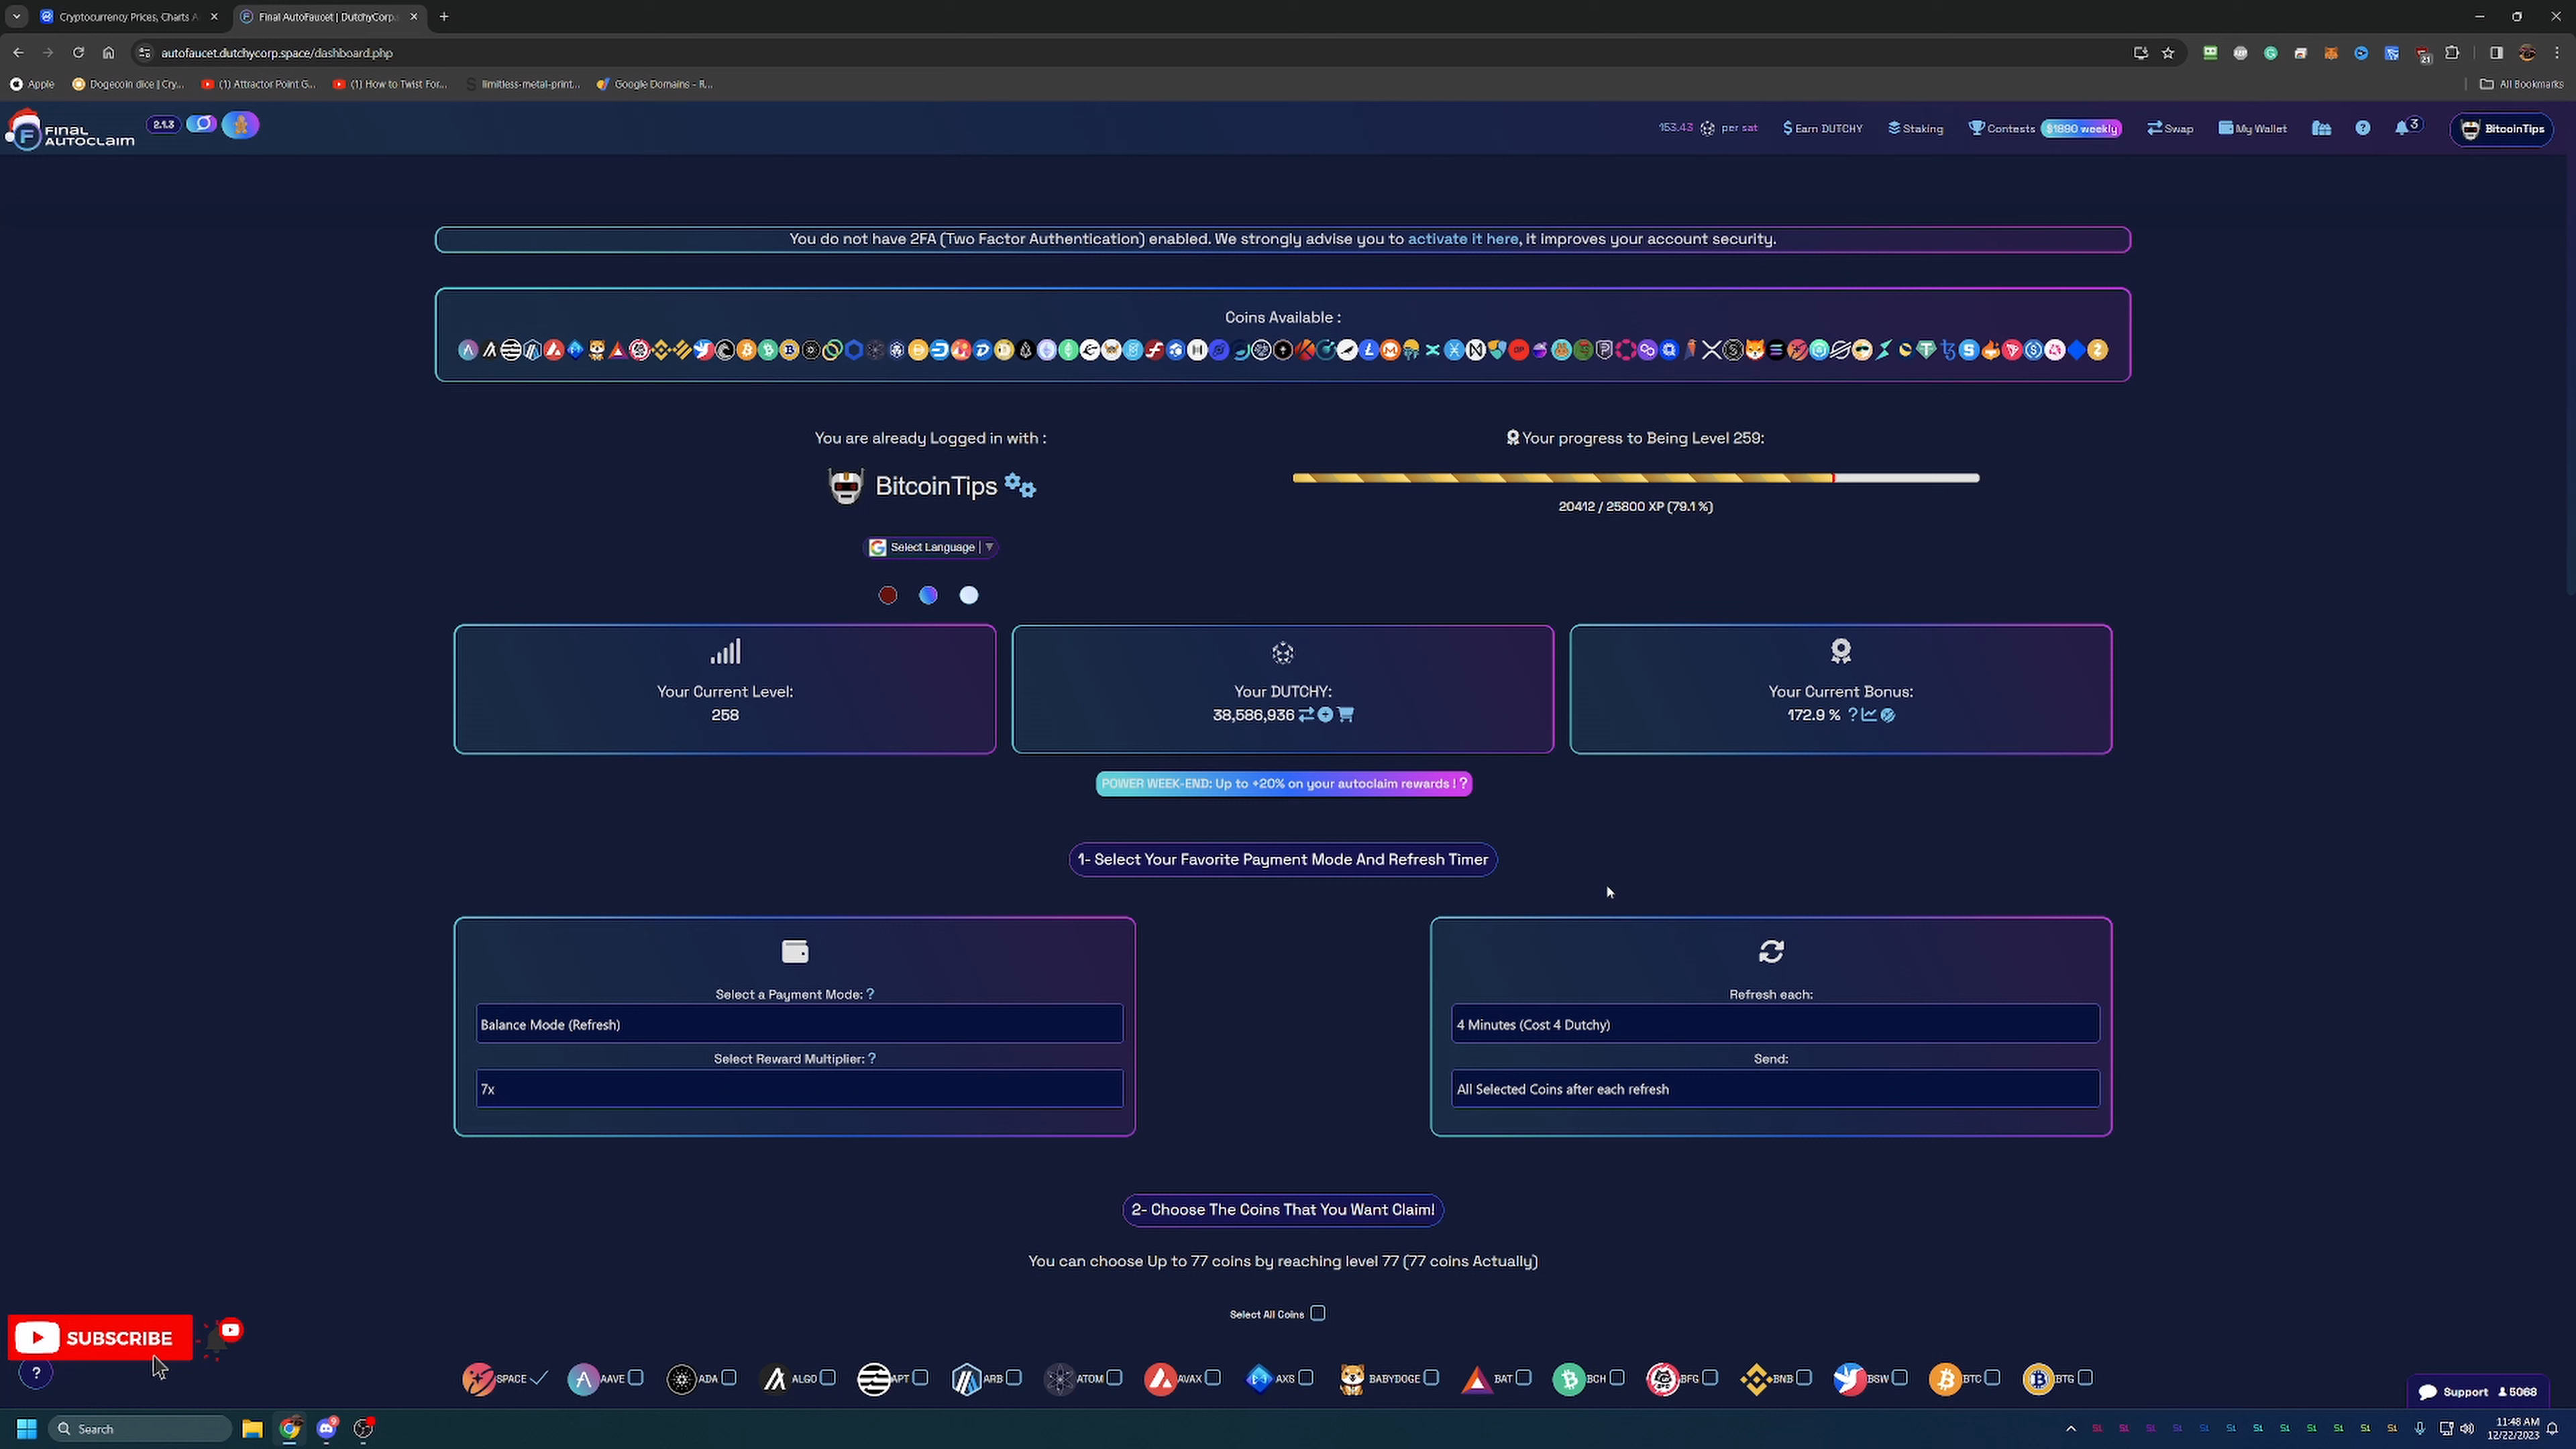 Cryptocurrency Prices, Charts A
Final AutoFaucet | DutchyCorp.
autofaucet.dutchycorp.space/dashboard.php
21
Apple
Dogecoin dice | Cry...
(1) Attractor Point G...
(1) How to Twist For...
limitless-metal-print...
Google Domains - R...
All Bookmarks
FINAL AUTOCLAIM
2.1.3
153.43 per sat
Earn DUTCHY
Staking
Contests $1890 weekly
Swap
My Wallet
3
BitcoinTips
You do not have 2FA (Two Factor Authentication) enabled. We strongly advise you to activate it here, it improves your account security.
Coins Available :
You are already Logged in with :
BitcoinTips
Select Language
Your progress to Being Level 259:
20412 / 25800 XP (79.1 %)
Your Current Level:
258
Your DUTCHY:
38,586,936
Your Current Bonus:
172.9 % ?
POWER WEEK-END: Up to +20% on your autoclaim rewards ! ?
1- Select Your Favorite Payment Mode And Refresh Timer
Select a Payment Mode: ?
Balance Mode (Refresh)
Select Reward Multiplier: ?
7x
Refresh each:
4 Minutes (Cost 4 Dutchy)
Send:
All Selected Coins after each refresh
2- Choose The Coins That You Want Claim!
You can choose Up to 77 coins by reaching level 77 (77 coins Actually)
Select All Coins
SPACE AAVE ADA ALGO APT ARB ATOM AVAX AXS BABYDOGE BAT BCH BFG BNB BSW BTC BTG
SUBSCRIBE
?
Support 5068
Search
11:48 AM
12/22/2023